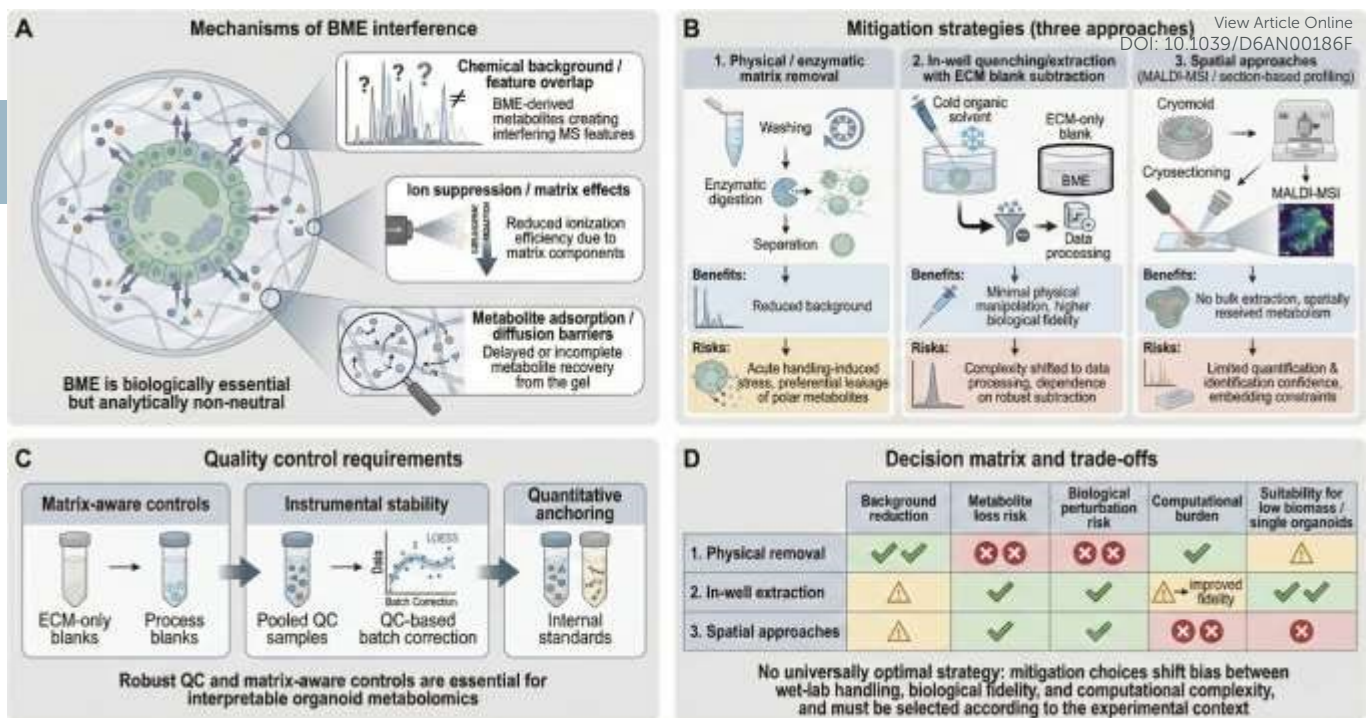 View Article Online
DOI: 10.1039/D6AN00186F
A
Mechanisms of BME interference
? ? ?
≠
Chemical background /
feature overlap
BME-derived
metabolites creating
interfering MS features
Ion suppression / matrix effects
Reduced ionization
efficiency due to
matrix components
Metabolite adsorption /
diffusion barriers
Delayed or incomplete
metabolite recovery
from the gel
BME is biologically essential
but analytically non-neutral
B
Mitigation strategies (three approaches)
1. Physical / enzymatic
matrix removal
Washing
Enzymatic
digestion
Separation
Benefits:
Reduced background
Risks:
Acute handling-induced
stress, preferential leakage
of polar metabolites
2. In-well quenching/extraction
with ECM blank subtraction
Cold organic
solvent
ECM-only
blank
BME
Data
processing
Benefits:
Minimal physical
manipulation, higher
biological fidelity
Risks:
Complexity shifted to data
processing, dependence
on robust subtraction
3. Spatial approaches
(MALDI-MSI / section-based profiling)
Cryomold
Cryosectioning
MALDI-MSI
Benefits:
No bulk extraction, spatially
resolved metabolism
Risks:
Limited quantification &
identification confidence,
embedding constraints
C
Quality control requirements
Matrix-aware controls
ECM-only
blanks
Process
blanks
Instrumental stability
Pooled QC
samples
LOESS
Data
Batch Correction
QC-based
batch correction
Quantitative
anchoring
Internal
standards
Robust QC and matrix-aware controls are essential for
interpretable organoid metabolomics
D
Decision matrix and trade-offs
Background
reduction
Metabolite
loss risk
Biological
perturbation
risk
Computational
burden
Suitability for
low biomass /
single organoids
1. Physical removal
2. In-well extraction
improved
fidelity
3. Spatial approaches
No universally optimal strategy: mitigation choices shift bias between
wet-lab handling, biological fidelity, and computational complexity,
and must be selected according to the experimental context